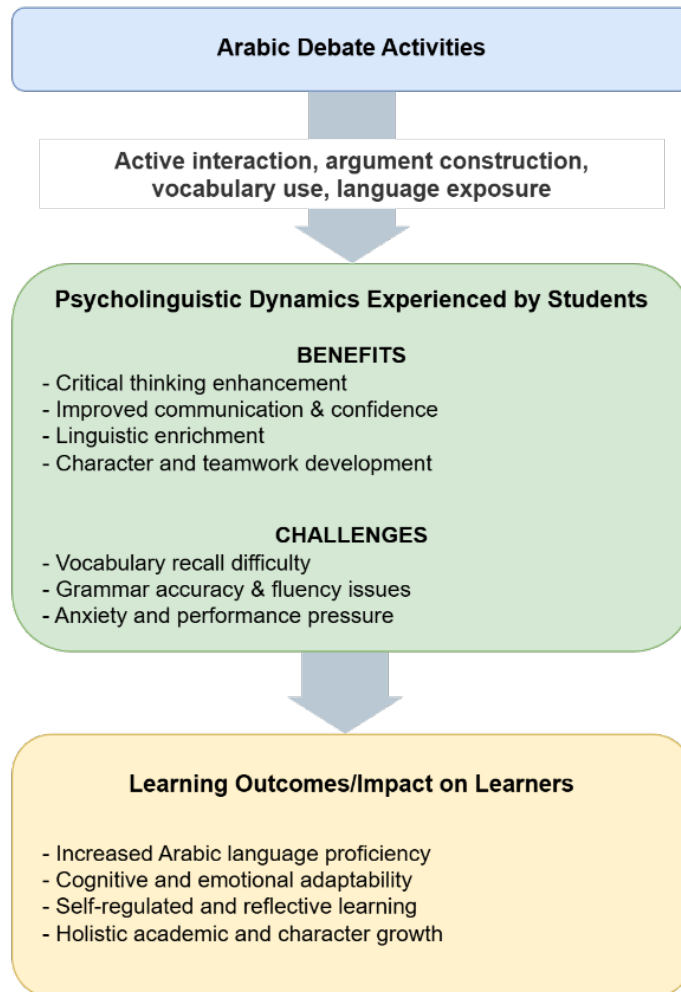 Arabic Debate Activities
Active interaction, argument construction,
vocabulary use, language exposure
Psycholinguistic Dynamics Experienced by Students
BENEFITS
- Critical thinking enhancement
- Improved communication & confidence
- Linguistic enrichment
- Character and teamwork development
CHALLENGES
- Vocabulary recall difficulty
- Grammar accuracy & fluency issues
- Anxiety and performance pressure
Learning Outcomes/Impact on Learners
- Increased Arabic language proficiency
- Cognitive and emotional adaptability
- Self-regulated and reflective learning
- Holistic academic and character growth